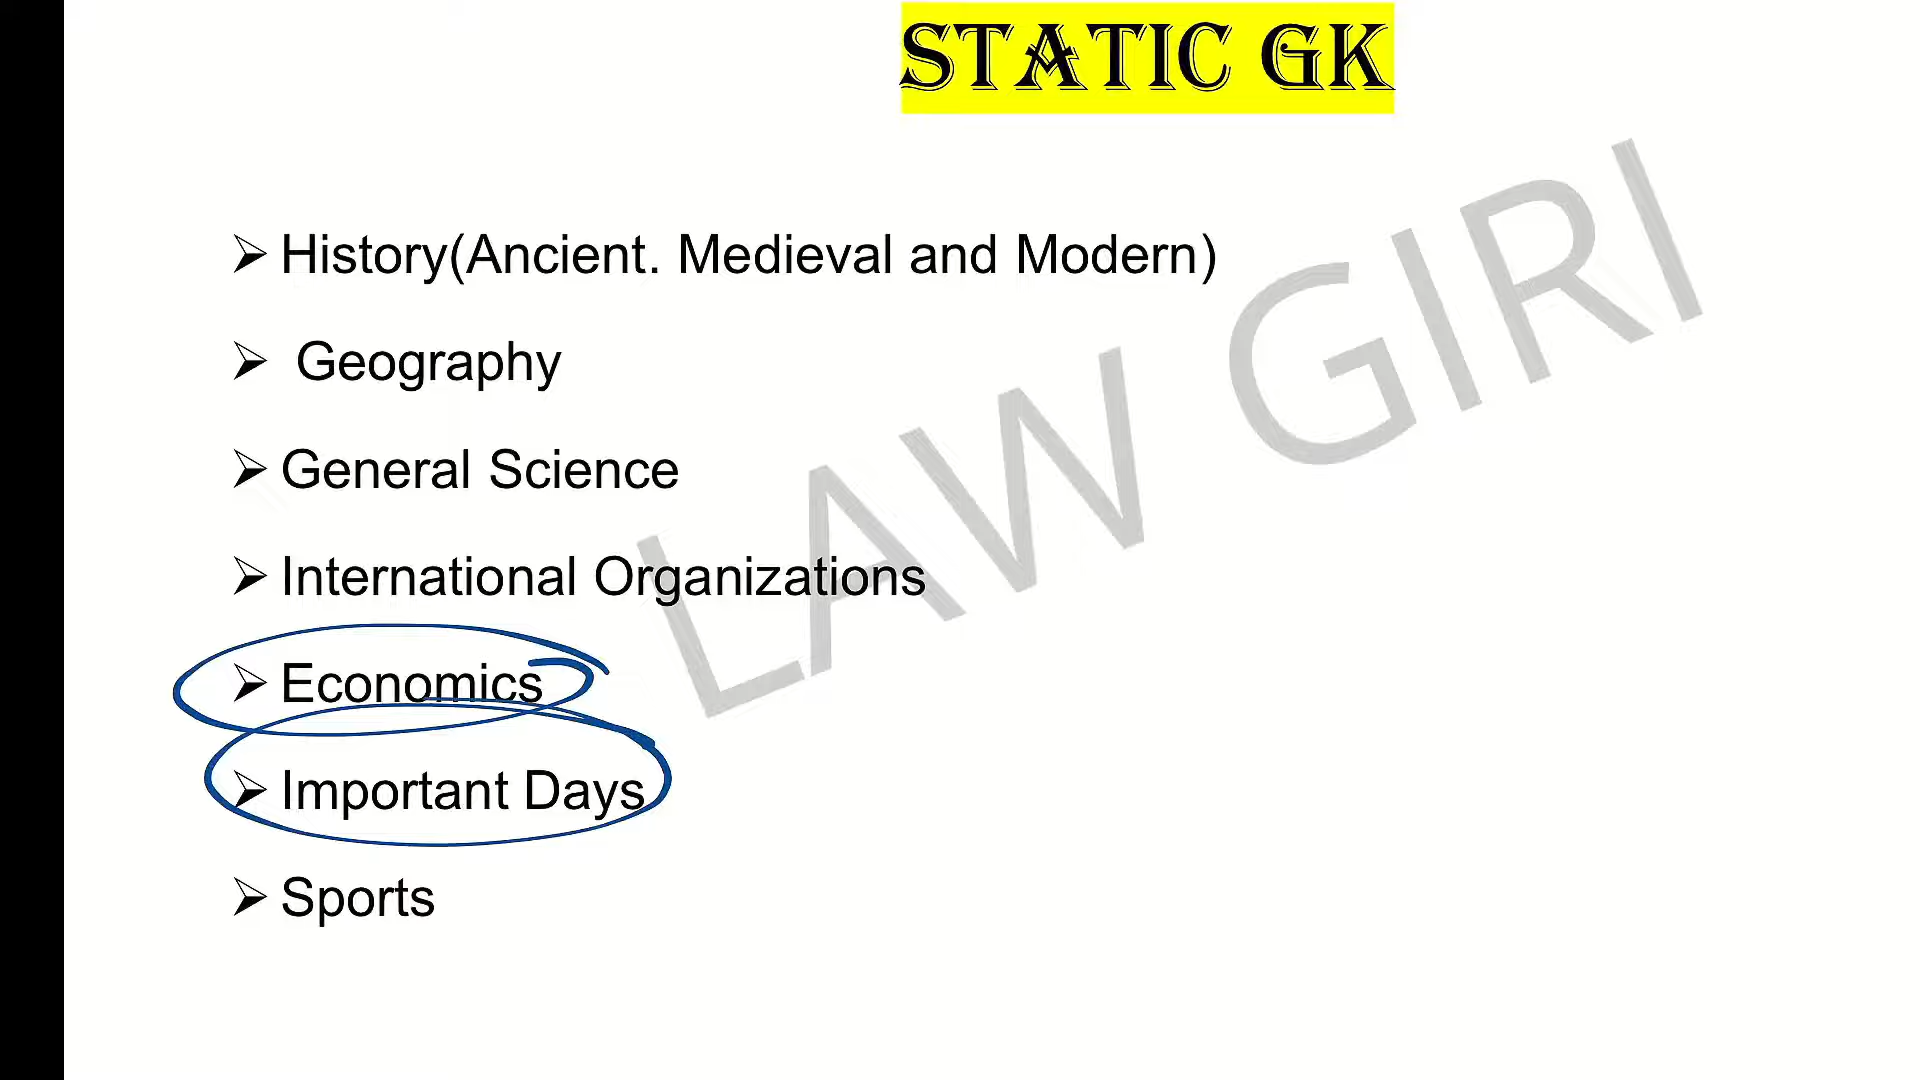 STATIC GK
➢ History(Ancient. Medieval and Modern)
➢ Geography
➢ General Science
➢ International Organizations
➢ Economics
➢ Important Days
➢ Sports
LAW GIRI